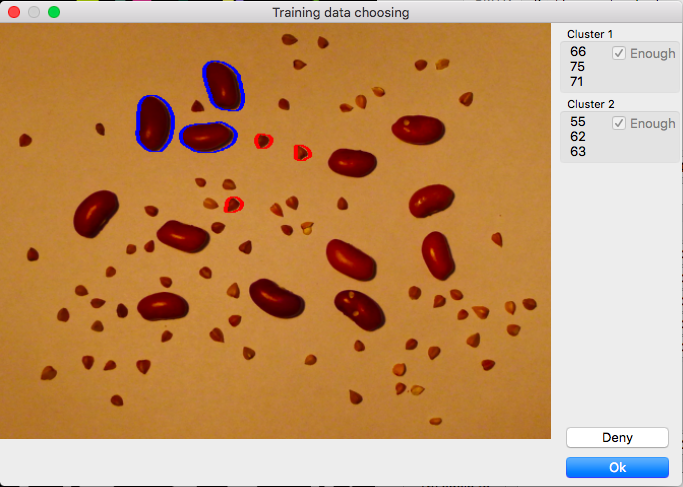 Training data choosing
Cluster 1
66
Enough
75
71
Cluster 2
55
Enough
62
63
Deny
Ok